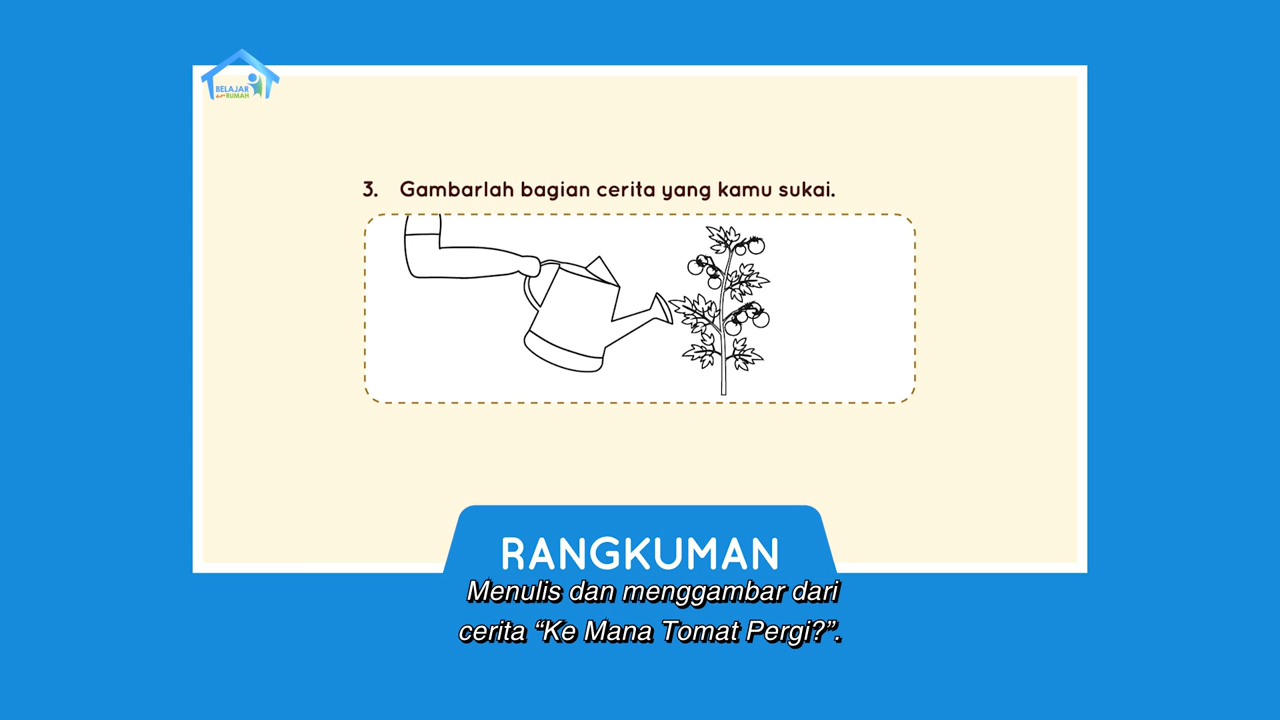 BELAJAR
dari RUMAH
3. Gambarlah bagian cerita yang kamu sukai.
RANGKUMAN
Menulis dan menggambar dari
cerita “Ke Mana Tomat Pergi?”.